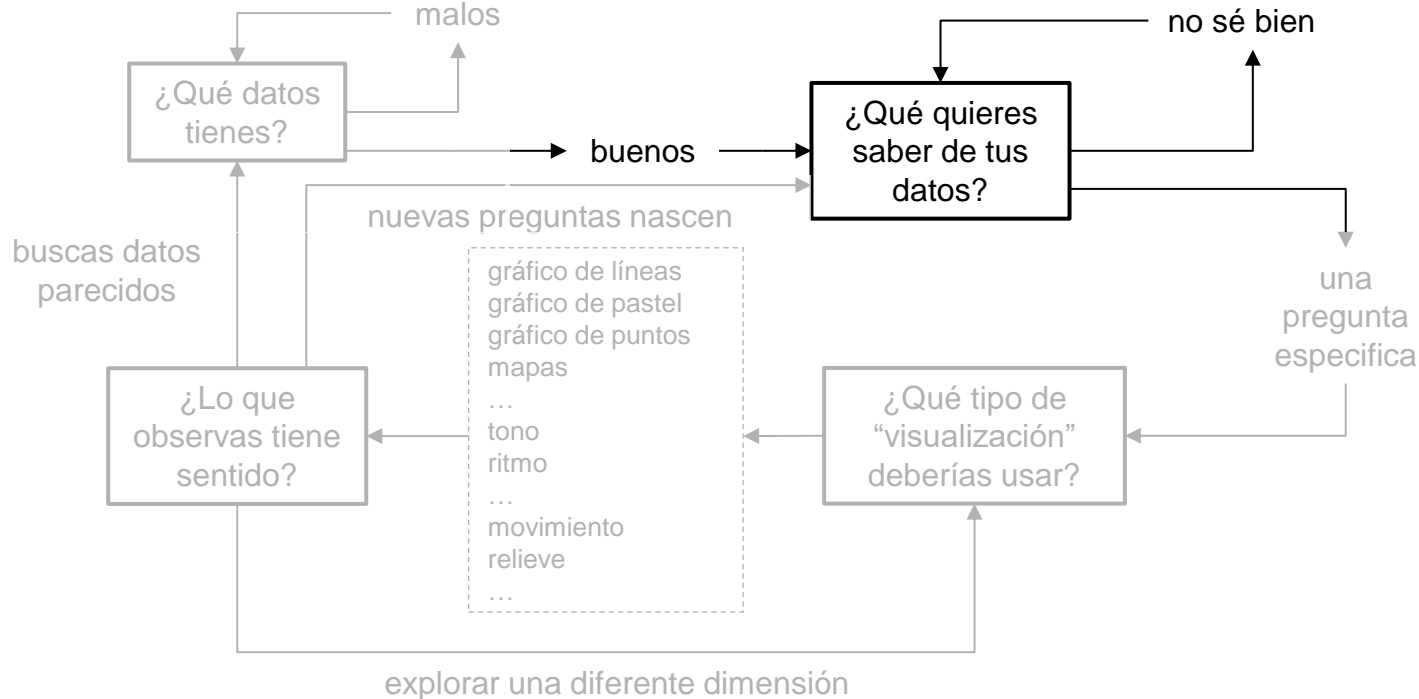 malos
no sé bien
¿Qué datos
tienes?
¿Qué quieres
saber de tus
datos?
buenos
nuevas preguntas nascen
buscas datos
parecidos
gráfico de líneas
gráfico de pastel
gráfico de puntos
mapas
…
tono
ritmo
…
movimiento
relieve
…
una
pregunta
especifica
¿Lo que
observas tiene
sentido?
¿Qué tipo de
“visualización”
deberías usar?
explorar una diferente dimensión